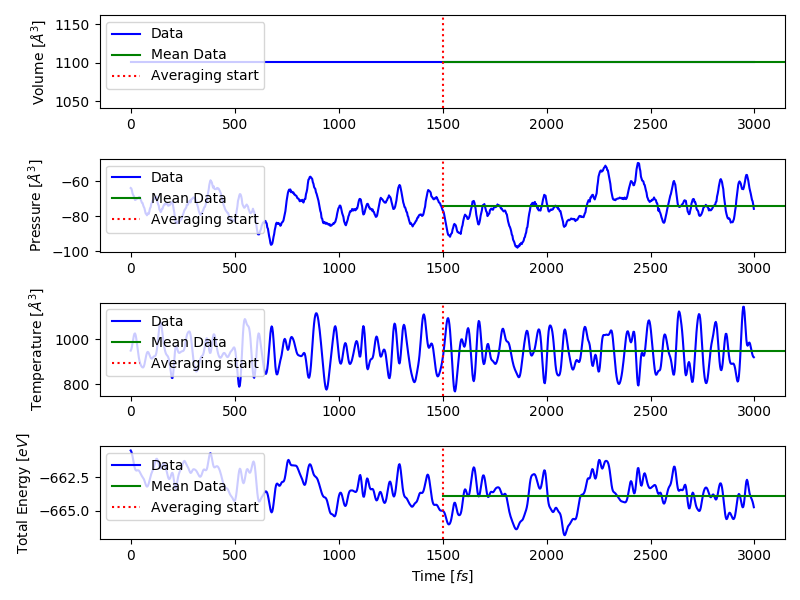 Volume [Å³]
1150
1100
1050
Data
Mean Data
Averaging start
0 500 1000 1500 2000 2500 3000
Pressure [Å³]
−60
−80
−100
Data
Mean Data
Averaging start
0 500 1000 1500 2000 2500 3000
Temperature [Å³]
1000
800
Data
Mean Data
Averaging start
0 500 1000 1500 2000 2500 3000
Total Energy [eV]
−662.5
−665.0
Data
Mean Data
Averaging start
0 500 1000 1500 2000 2500 3000
Time [fs]